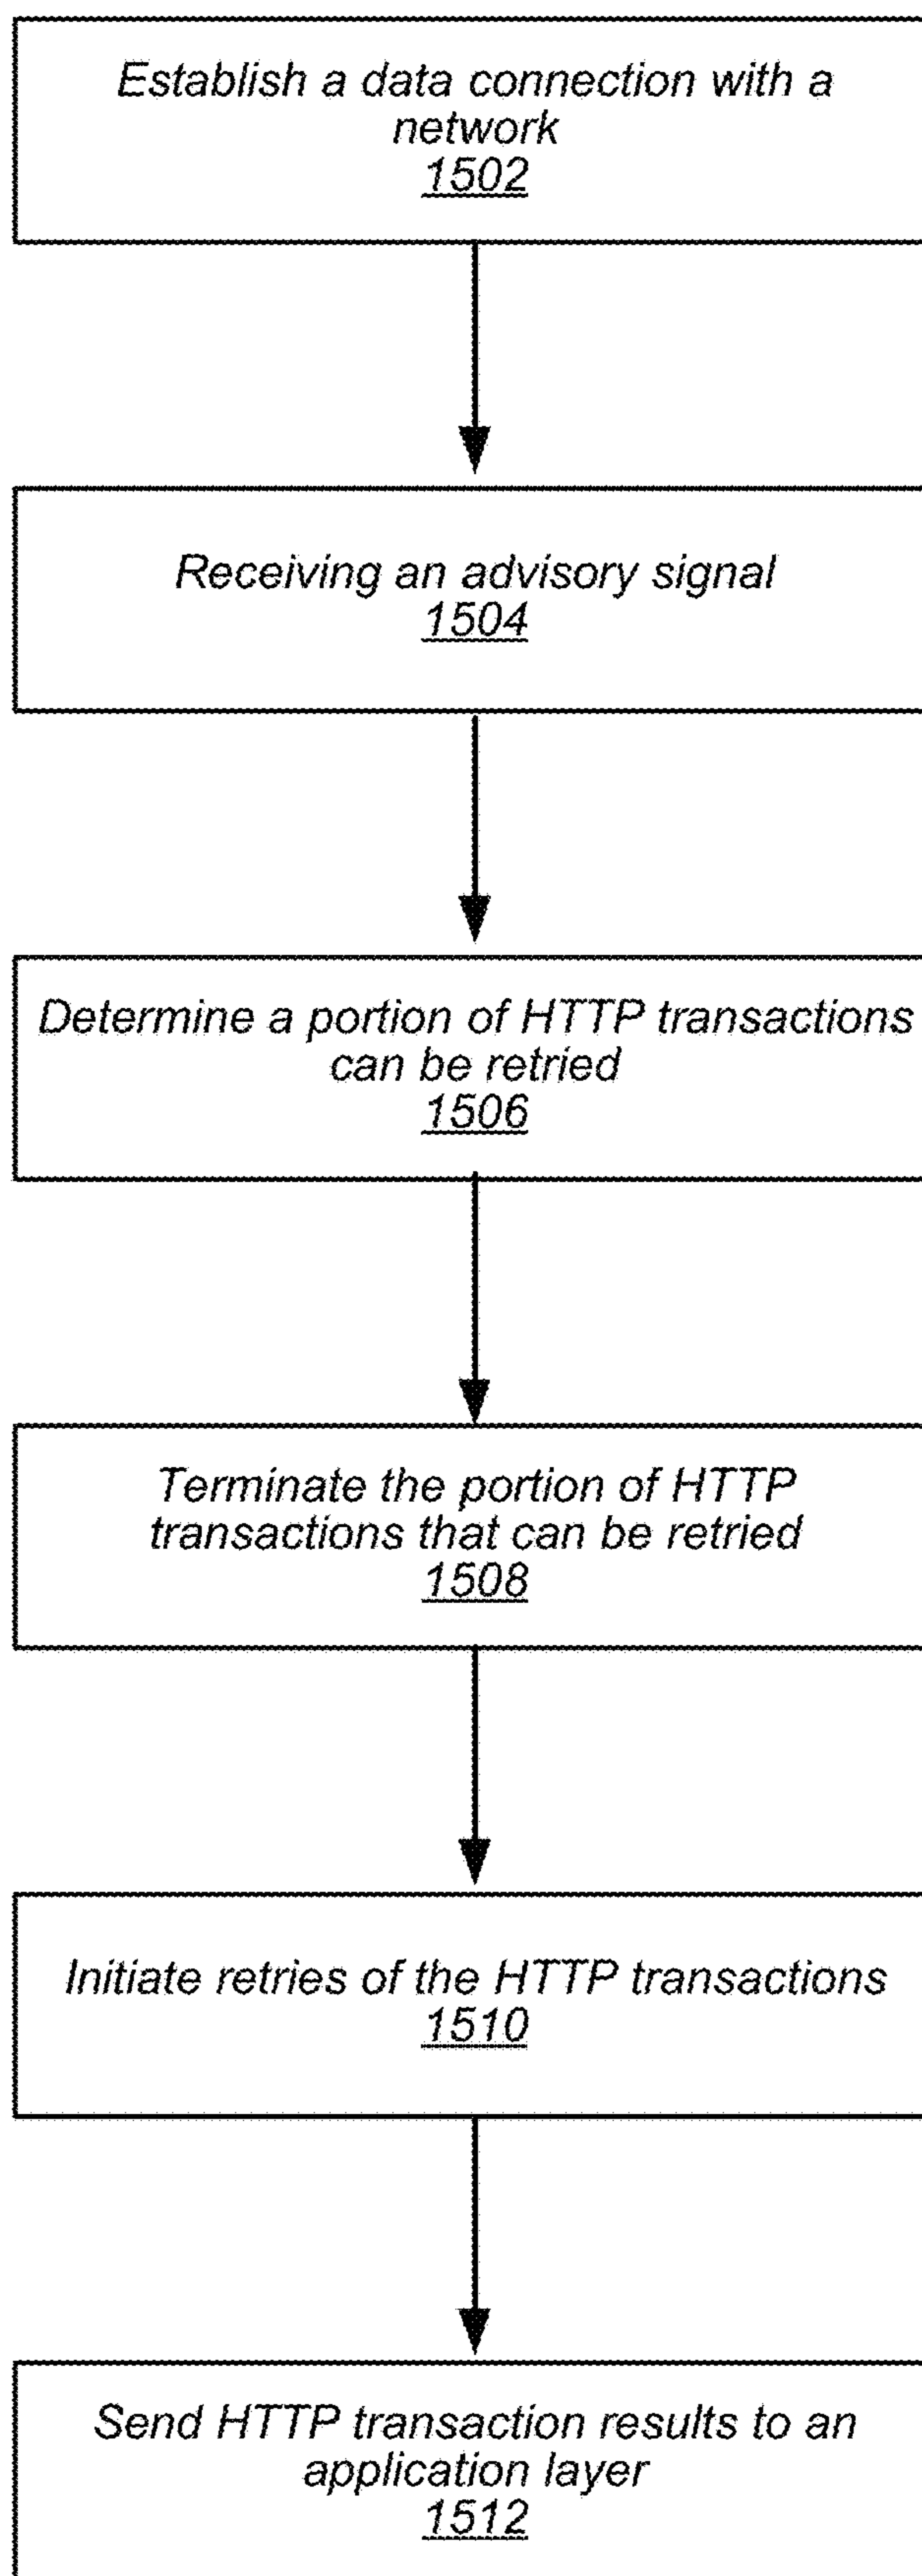 Establish a data connection with a
network
1502
Receiving an advisory signal
1504
Determine a portion of HTTP transactions
can be retried
1506
Terminate the portion of HTTP
transactions that can be retried
1508
Initiate retries of the HTTP transactions
1510
Send HTTP transaction results to an
application layer
1512